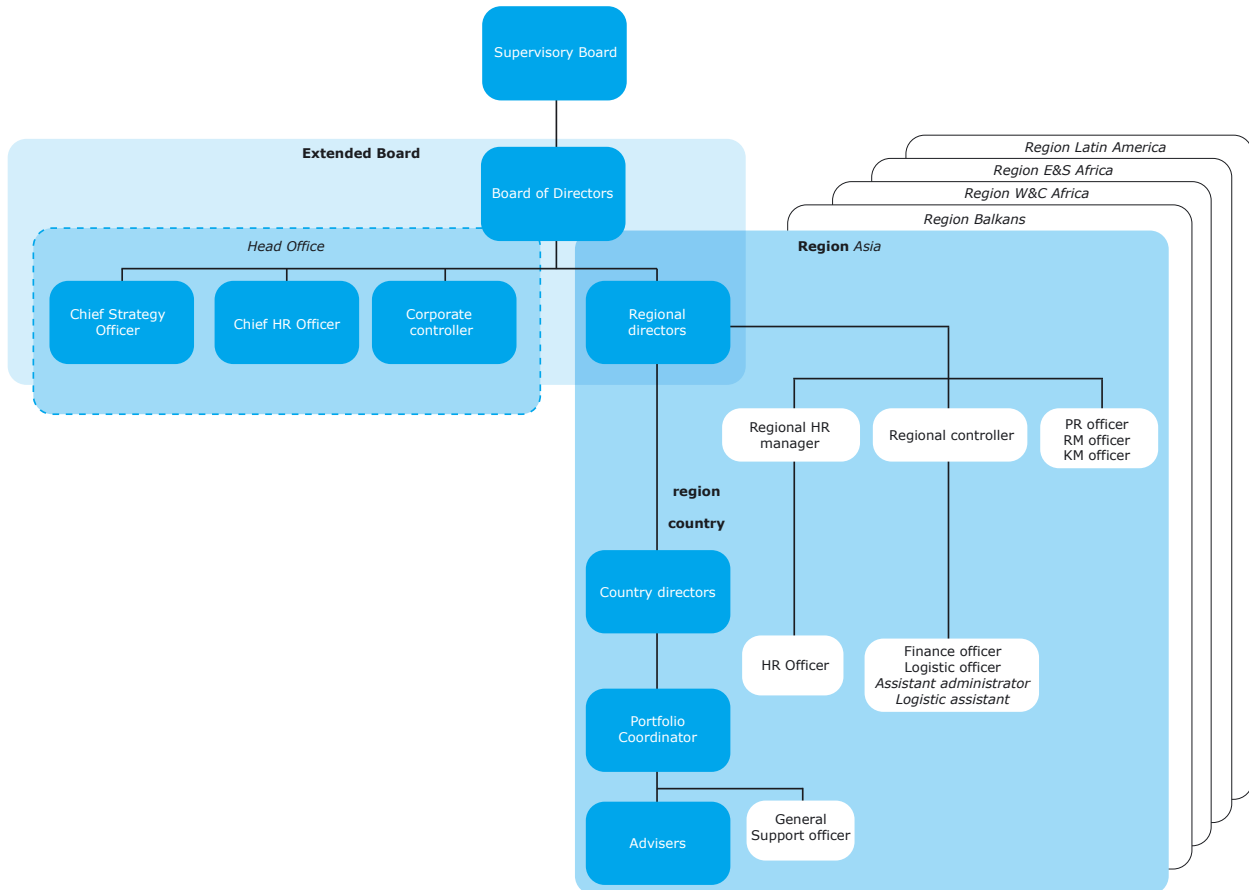 Supervisory Board
Extended Board
Board of Directors
Region Latin America
Region E&S Africa
Region W&C Africa
Region Balkans
Head Office
Region Asia
Chief Strategy
Officer
Chief HR Officer
Corporate
controller
Regional
directors
Regional HR
manager
Regional controller
PR officer
RM officer
KM officer
region
country
Country directors
HR Officer
Finance officer
Logistic officer
Assistant administrator
Logistic assistant
Portfolio
Coordinator
Advisers
General
Support officer